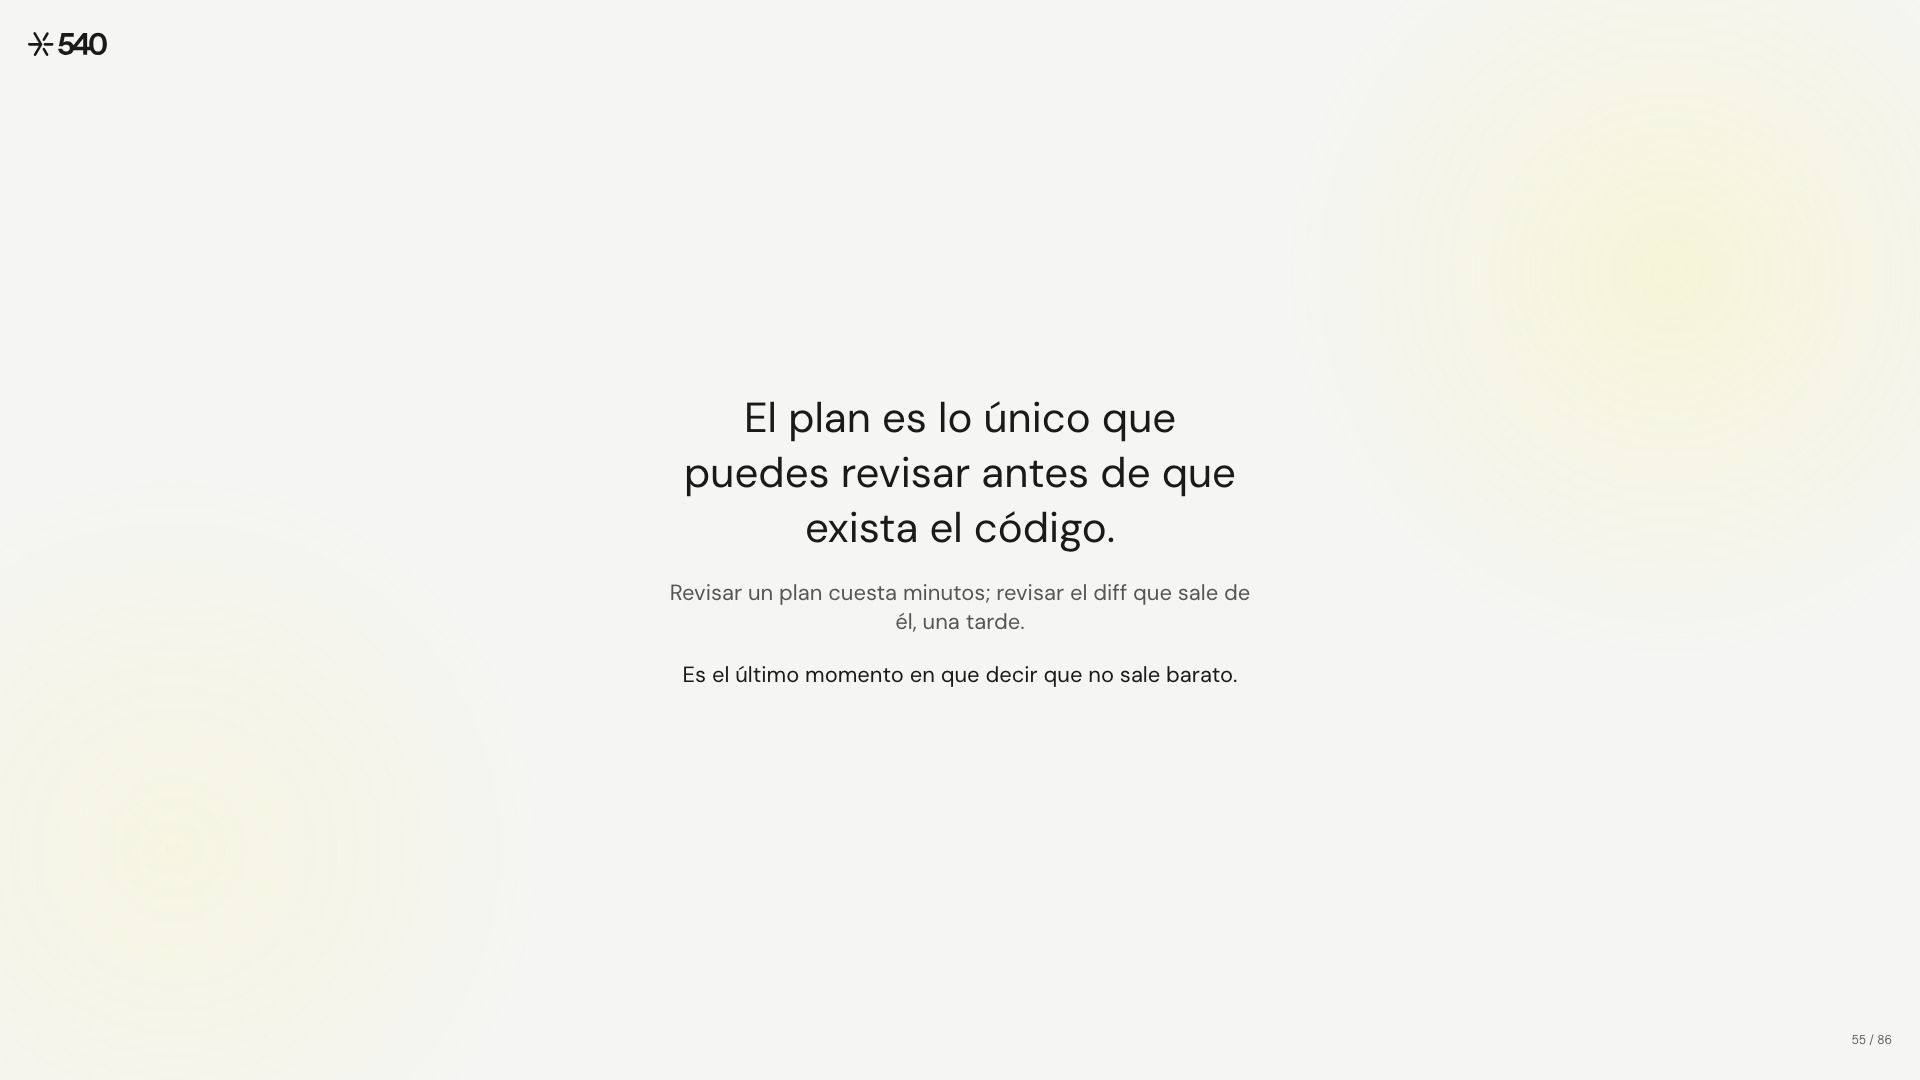 540
El plan es lo único que
puedes revisar antes de que
exista el código.
Revisar un plan cuesta minutos; revisar el diff que sale de
él, una tarde.
Es el último momento en que decir que no sale barato.
55 / 86